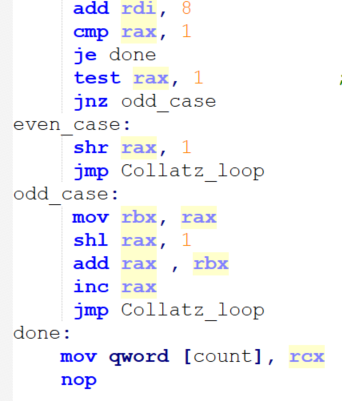 add rdi, 8
cmp rax, 1
je done
test rax, 1 ;
jnz odd_case
even_case:
shr rax, 1
jmp Collatz_loop
odd_case:
mov rbx, rax
shl rax, 1
add rax , rbx
inc rax
jmp Collatz_loop
done:
mov qword [count], rcx
nop